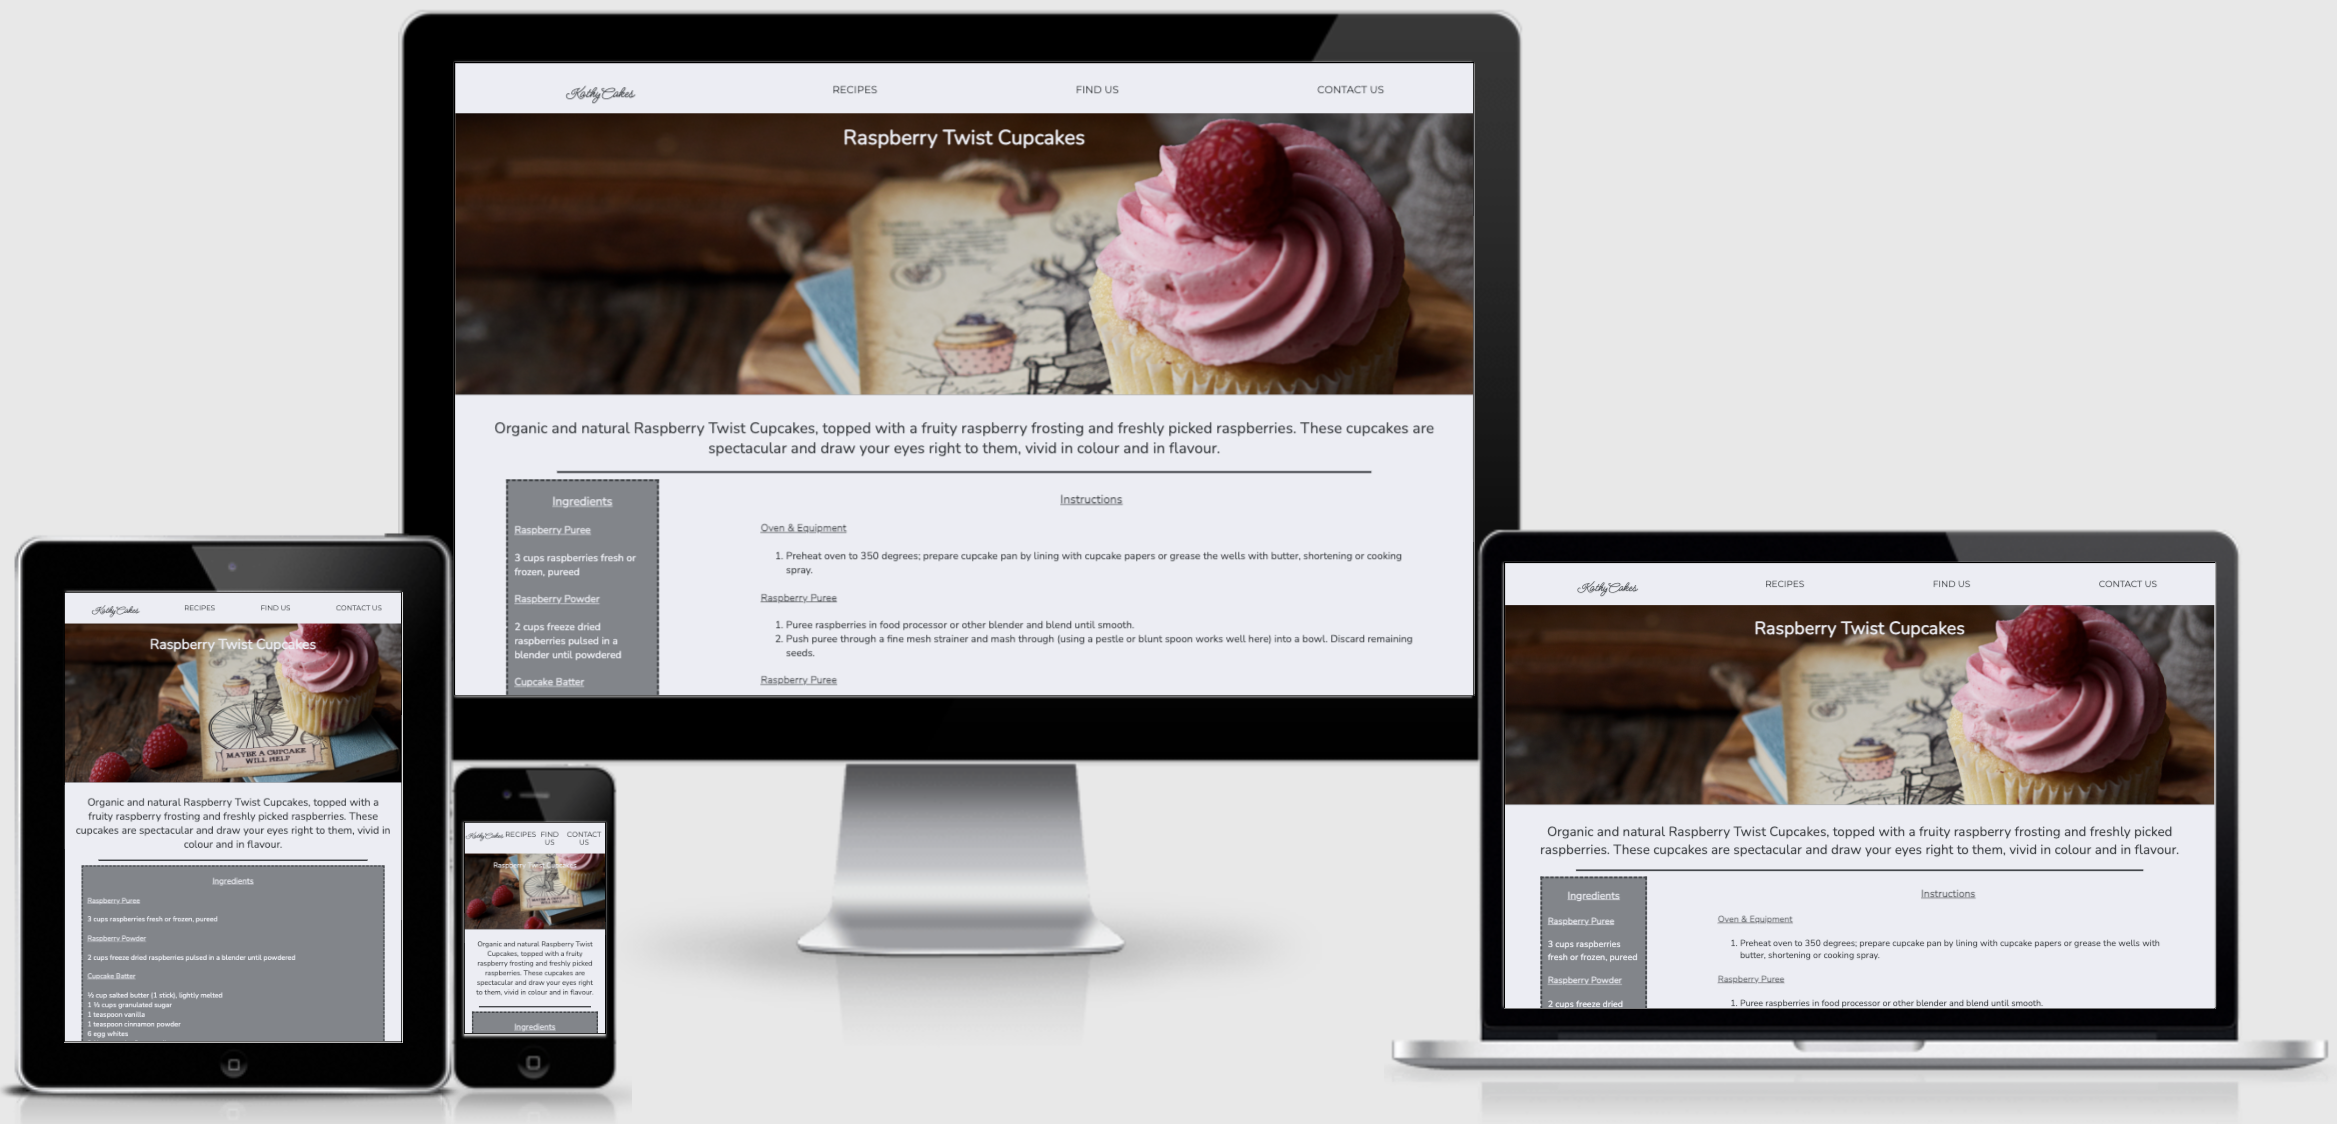 Kathy Cakes
RECIPES
FIND US
CONTACT US
Raspberry Twist Cupcakes
Organic and natural Raspberry Twist Cupcakes, topped with a fruity raspberry frosting and freshly picked raspberries. These cupcakes are
spectacular and draw your eyes right to them, vivid in colour and in flavour.
Ingredients
Raspberry Puree
3 cups raspberries fresh or
frozen, pureed
Raspberry Powder
2 cups freeze dried
raspberries pulsed in a
blender until powdered
Cupcake Batter
Instructions
Oven & Equipment
1. Preheat oven to 350 degrees; prepare cupcake pan by lining with cupcake papers or grease the wells with butter, shortening or cooking
spray.
Raspberry Puree
1. Puree raspberries in food processor or other blender and blend until smooth.
2. Push puree through a fine mesh strainer and mash through (using a pestle or blunt spoon works well here) into a bowl. Discard remaining
seeds.
Raspberry Puree
Kathy Cakes
RECIPES
FIND US
CONTACT US
Raspberry Twist Cupcakes
MAYBE A CUPCAKE
WILL HELP
Organic and natural Raspberry Twist Cupcakes, topped with a
fruity raspberry frosting and freshly picked raspberries. These
cupcakes are spectacular and draw your eyes right to them, vivid in
colour and in flavour.
Ingredients
Raspberry Puree
3 cups raspberries fresh or frozen, pureed
Raspberry Powder
2 cups freeze dried raspberries pulsed in a blender until powdered
Cupcake Batter
½ cup salted butter (1 stick), lightly melted
cups granulated sugar
1 teaspoon vanilla
1 teaspoon cinnamon powder
6 egg whites
Kathy Cakes
RECIPES
FIND
US
CONTACT
US
Raspberry Twist Cupcakes
Organic and natural Raspberry Twist
Cupcakes, topped with a fruity
raspberry frosting and freshly picked
raspberries. These cupcakes are
spectacular and draw your eyes right
to them, vivid in colour and in flavour.
Ingredients
Kathy Cakes
RECIPES
FIND US
CONTACT US
Raspberry Twist Cupcakes
Organic and natural Raspberry Twist Cupcakes, topped with a fruity raspberry frosting and freshly picked
raspberries. These cupcakes are spectacular and draw your eyes right to them, vivid in colour and in flavour.
Ingredients
Raspberry Puree
3 cups raspberries
fresh or frozen, pureed
Raspberry Powder
2 cups freeze dried
Instructions
Oven & Equipment
1. Preheat oven to 350 degrees; prepare cupcake pan by lining with cupcake papers or grease the wells with
butter, shortening or cooking spray.
Raspberry Puree
1. Puree raspberries in food processor or other blender and blend until smooth.